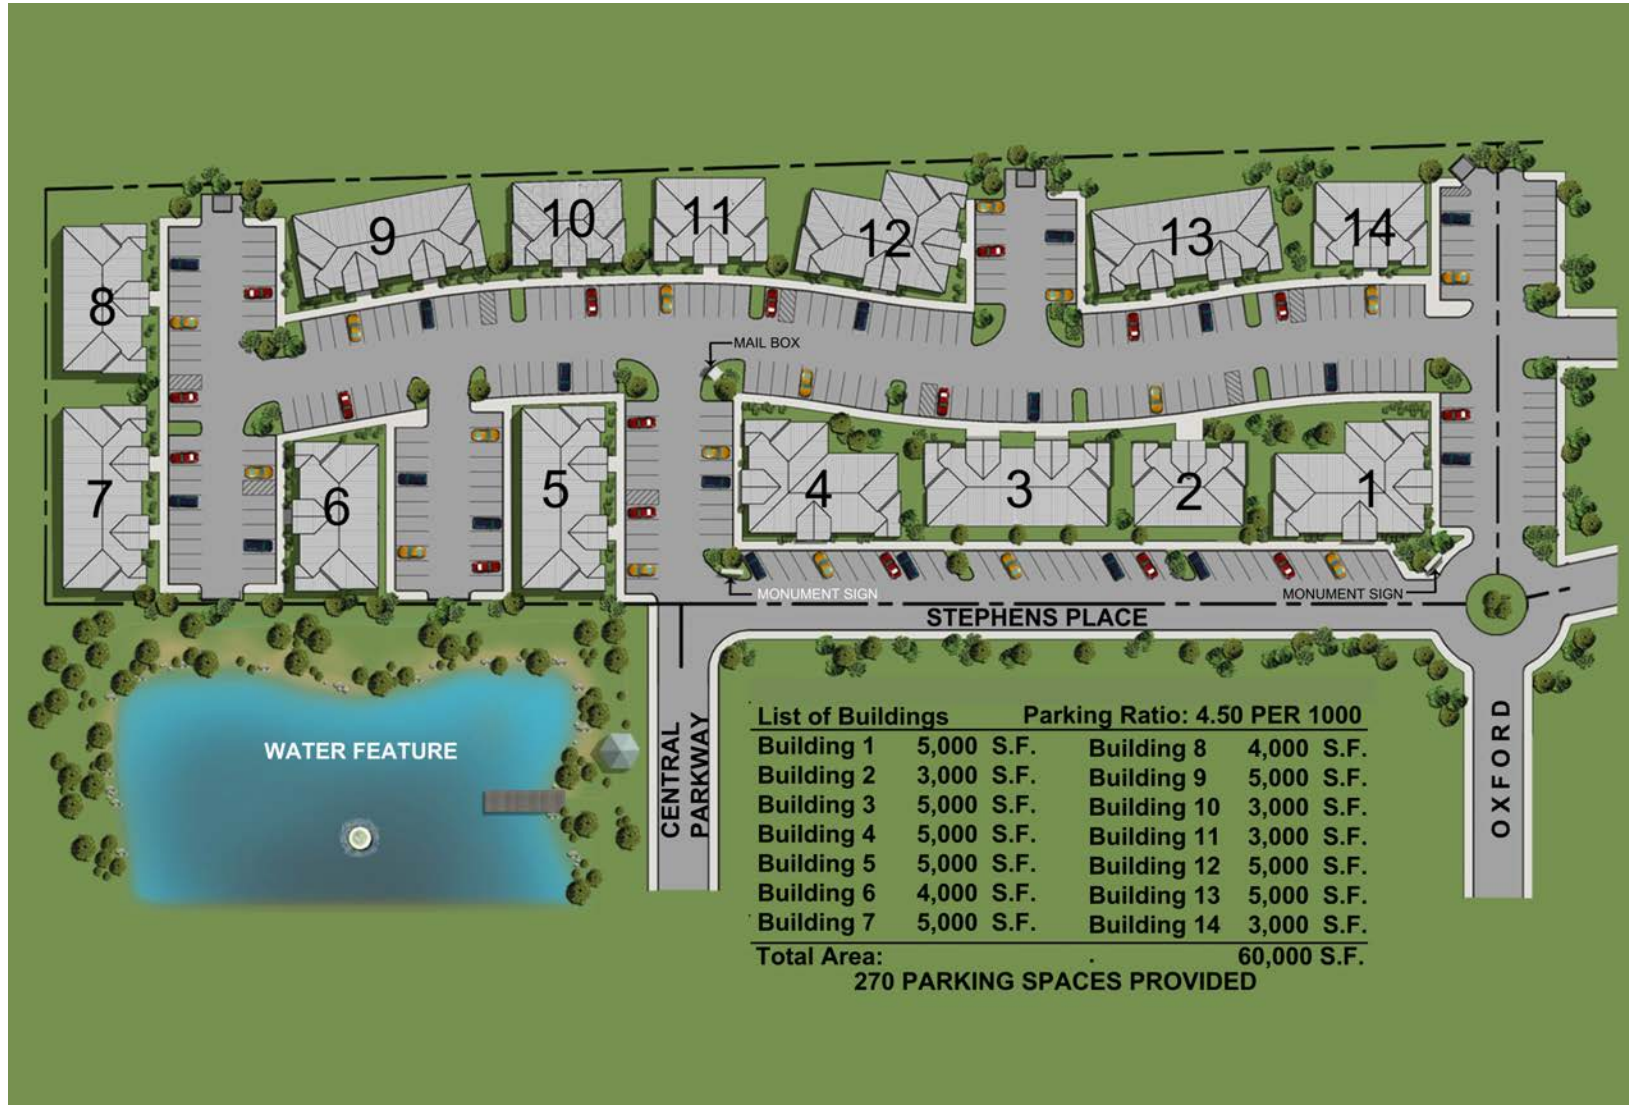 9
10
11
12
13
14
8
MAIL BOX
7
6
5
4
3
2
1
MONUMENT SIGN
MONUMENT SIGN
STEPHENS PLACE
WATER FEATURE
CENTRAL
PARKWAY
OXFORD
List of Buildings Parking Ratio: 4.50 PER 1000
Building 1 5,000 S.F. Building 8 4,000 S.F.
Building 2 3,000 S.F. Building 9 5,000 S.F.
Building 3 5,000 S.F. Building 10 3,000 S.F.
Building 4 5,000 S.F. Building 11 3,000 S.F.
Building 5 5,000 S.F. Building 12 5,000 S.F.
Building 6 4,000 S.F. Building 13 5,000 S.F.
Building 7 5,000 S.F. Building 14 3,000 S.F.
Total Area: 60,000 S.F.
270 PARKING SPACES PROVIDED